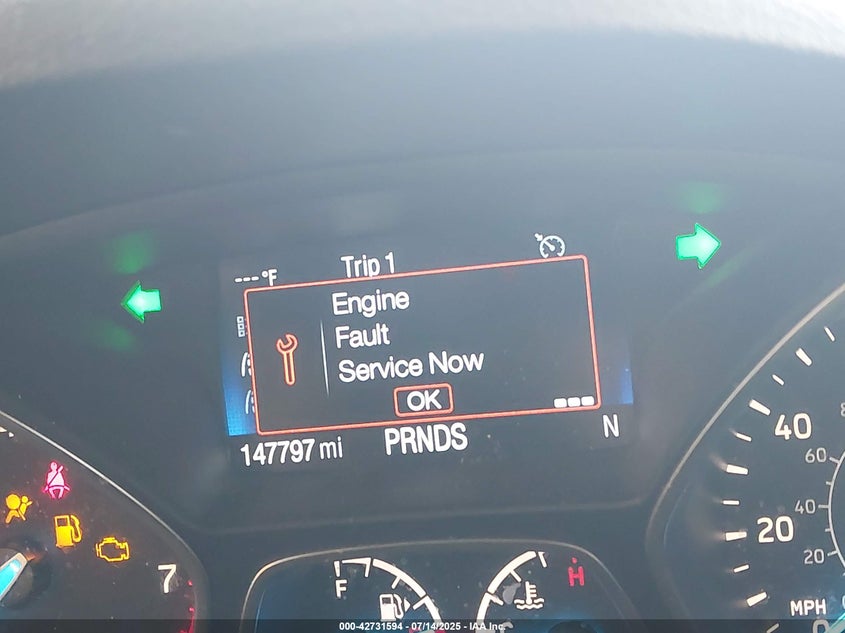 ---°F Trip 1
Engine
Fault
Service Now
OK
147797 mi PRNDS N
40
60
40
20
20
MPH
0
7
F
H
000-42731594 - 07/14/2025 - IAA Inc.